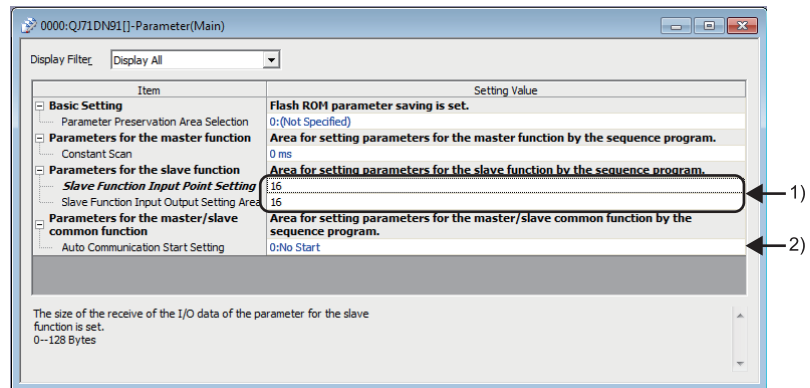 0000:QJ71DN91[]-Parameter(Main)
Display Filter Display All
Item Setting Value
Basic Setting Flash ROM parameter saving is set.
Parameter Preservation Area Selection 0:(Not Specified)
Parameters for the master function Area for setting parameters for the master function by the sequence program.
Constant Scan 0 ms
Parameters for the slave function Area for setting parameters for the slave function by the sequence program.
Slave Function Input Point Setting 16
1)
Slave Function Input Output Setting Area 16
Parameters for the master/slave Area for setting parameters for the master/slave common function by the
common function sequence program.
Auto Communication Start Setting 0:No Start
2)
The size of the receive of the I/O data of the parameter for the slave
function is set.
0--128 Bytes